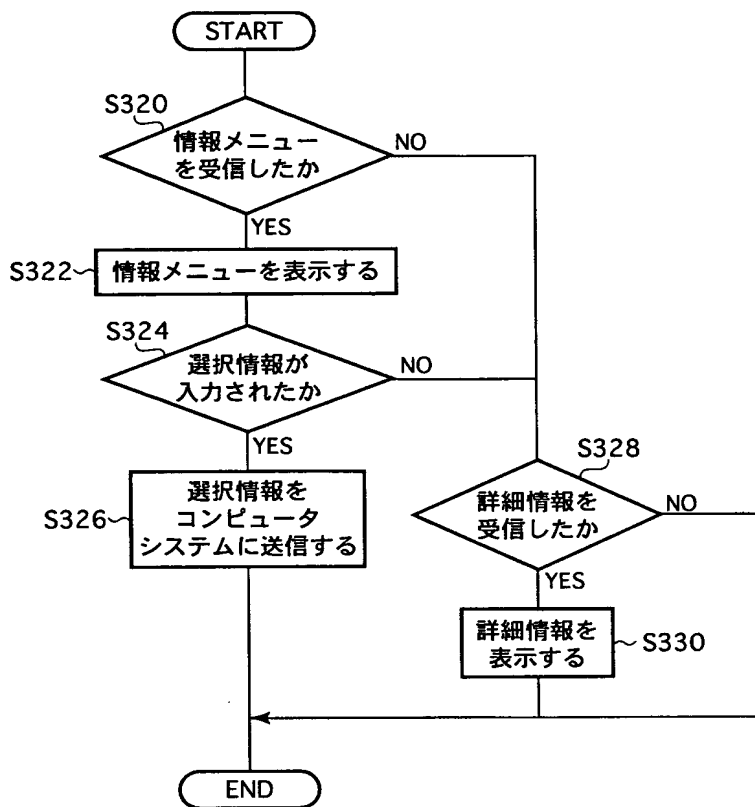 START
S320
情報メニュー
を受信したか
NO
YES
S322
情報メニューを表示する
S324
選択情報が
入力されたか
NO
YES
S326
選択情報を
コンピュータ
システムに送信する
S328
詳細情報を
受信したか
NO
YES
詳細情報を
表示する
S330
END